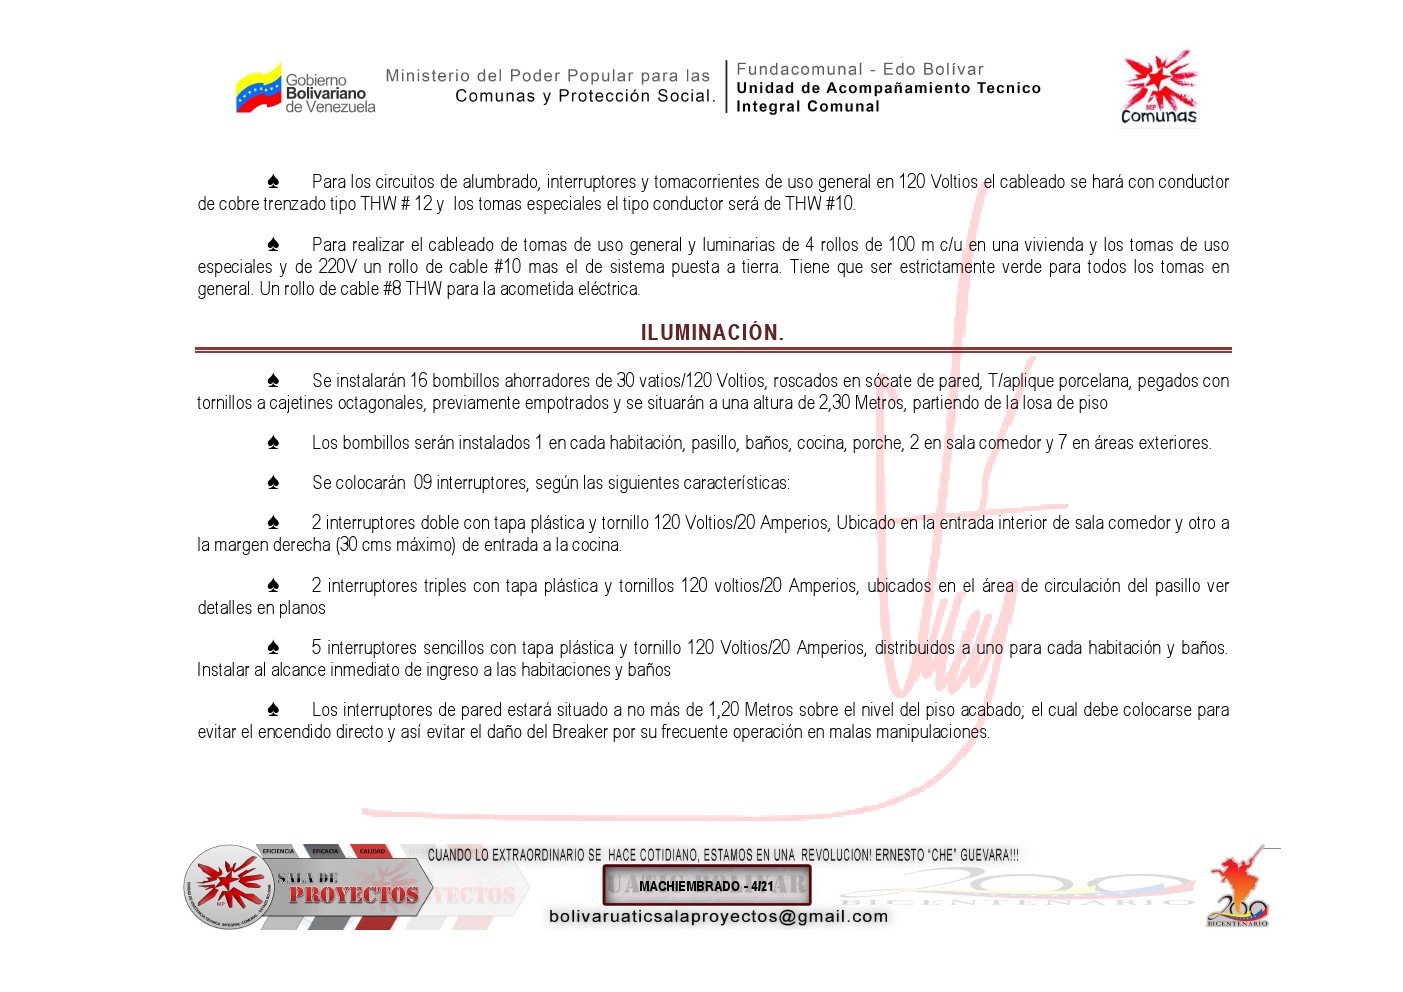 Gobierno
Bolivariano
de Venezuela
Ministerio del Poder Popular para las
Comunas y Protección Social.
Fundacomunal - Edo Bolívar
Unidad de Acompañamiento Tecnico
Integral Comunal
MP
Comunas
♠ Para los circuitos de alumbrado, interruptores y tomacorrientes de uso general en 120 Voltios el cableado se hará con conductor
de cobre trenzado tipo THW # 12 y los tomas especiales el tipo conductor será de THW #10.
♠ Para realizar el cableado de tomas de uso general y luminarias de 4 rollos de 100 m c/u en una vivienda y los tomas de uso
especiales y de 220V un rollo de cable #10 mas el de sistema puesta a tierra. Tiene que ser estrictamente verde para todos los tomas en
general. Un rollo de cable #8 THW para la acometida eléctrica.
ILUMINACIÓN.
♠ Se instalarán 16 bombillos ahorradores de 30 vatios/120 Voltios, roscados en sócate de pared, T/aplique porcelana, pegados con
tornillos a cajetines octagonales, previamente empotrados y se situarán a una altura de 2,30 Metros, partiendo de la losa de piso
♠ Los bombillos serán instalados 1 en cada habitación, pasillo, baños, cocina, porche, 2 en sala comedor y 7 en áreas exteriores.
♠ Se colocarán 09 interruptores, según las siguientes características:
♠ 2 interruptores doble con tapa plástica y tornillo 120 Voltios/20 Amperios, Ubicado en la entrada interior de sala comedor y otro a
la margen derecha (30 cms máximo) de entrada a la cocina.
♠ 2 interruptores triples con tapa plástica y tornillos 120 voltios/20 Amperios, ubicados en el área de circulación del pasillo ver
detalles en planos
♠ 5 interruptores sencillos con tapa plástica y tornillo 120 Voltios/20 Amperios, distribuidos a uno para cada habitación y baños.
Instalar al alcance inmediato de ingreso a las habitaciones y baños
♠ Los interruptores de pared estará situado a no más de 1,20 Metros sobre el nivel del piso acabado; el cual debe colocarse para
evitar el encendido directo y así evitar el daño del Breaker por su frecuente operación en malas manipulaciones.
EFICIENCIA EFICACIA CALIDAD
CUANDO LO EXTRAORDINARIO SE HACE COTIDIANO, ESTAMOS EN UNA REVOLUCION! ERNESTO “CHE” GUEVARA!!!
SALA DE
PROYECTOS
MACHIEMBRADO - 4/21
bolivaruaticsalaproyectos@gmail.com
200
BICENTENARIO
200
BICENTENARIO